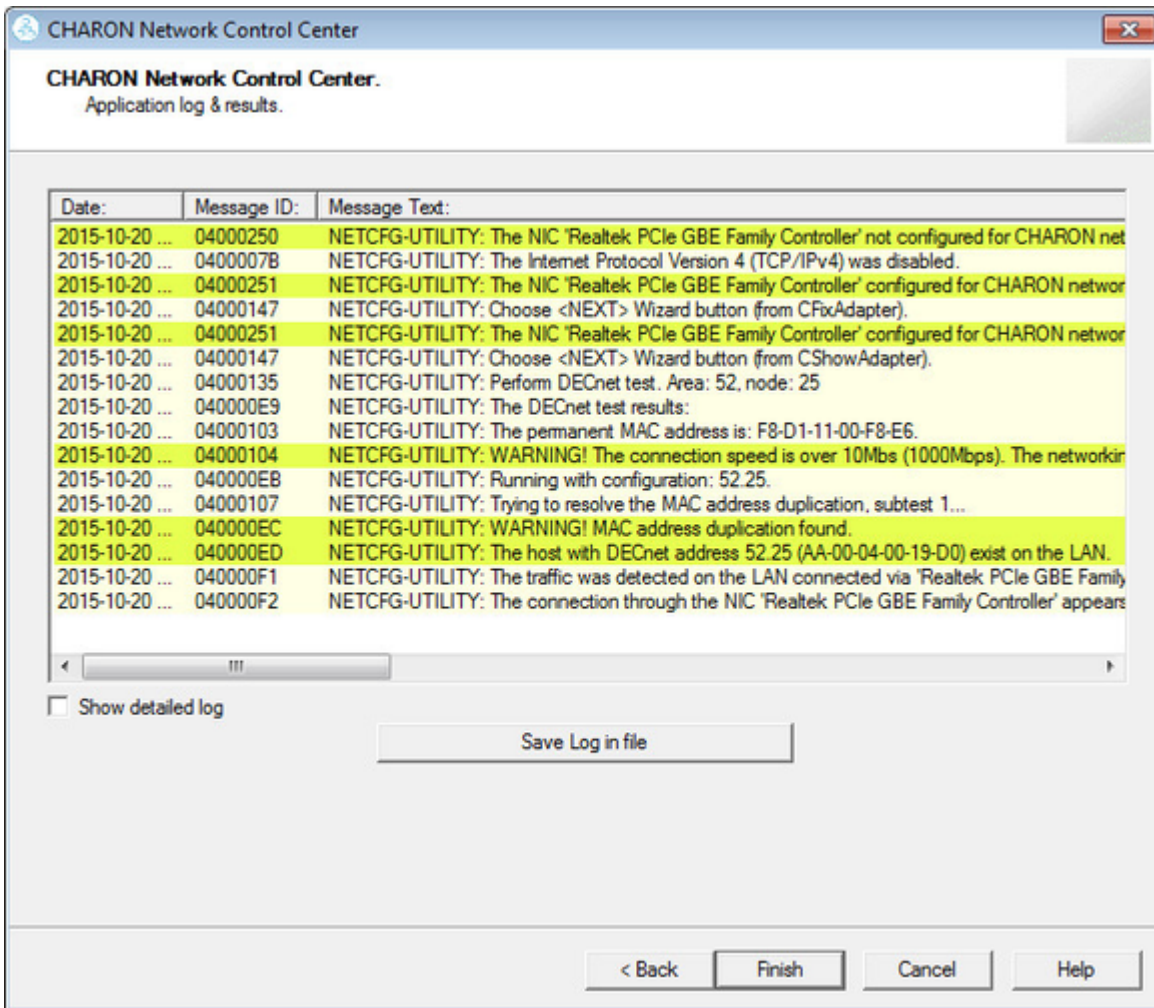 CHARON Network Control Center
CHARON Network Control Center.
Application log & results.
Date: Message ID: Message Text:
2015-10-20 ... 04000250 NETCFG-UTILITY: The NIC 'Realtek PCIe GBE Family Controller' not configured for CHARON net
2015-10-20 ... 0400007B NETCFG-UTILITY: The Internet Protocol Version 4 (TCP/IPv4) was disabled.
2015-10-20 ... 04000251 NETCFG-UTILITY: The NIC 'Realtek PCIe GBE Family Controller' configured for CHARON networ
2015-10-20 ... 04000147 NETCFG-UTILITY: Choose <NEXT> Wizard button (from CFixAdapter).
2015-10-20 ... 04000251 NETCFG-UTILITY: The NIC 'Realtek PCIe GBE Family Controller' configured for CHARON networ
2015-10-20 ... 04000147 NETCFG-UTILITY: Choose <NEXT> Wizard button (from CShowAdapter).
2015-10-20 ... 04000135 NETCFG-UTILITY: Perform DECnet test. Area: 52, node: 25
2015-10-20 ... 040000E9 NETCFG-UTILITY: The DECnet test results:
2015-10-20 ... 04000103 NETCFG-UTILITY: The permanent MAC address is: F8-D1-11-00-F8-E6.
2015-10-20 ... 04000104 NETCFG-UTILITY: WARNING! The connection speed is over 10Mbs (1000Mbps). The networkin
2015-10-20 ... 040000EB NETCFG-UTILITY: Running with configuration: 52.25.
2015-10-20 ... 04000107 NETCFG-UTILITY: Trying to resolve the MAC address duplication, subtest 1...
2015-10-20 ... 040000EC NETCFG-UTILITY: WARNING! MAC address duplication found.
2015-10-20 ... 040000ED NETCFG-UTILITY: The host with DECnet address 52.25 (AA-00-04-00-19-D0) exist on the LAN.
2015-10-20 ... 040000F1 NETCFG-UTILITY: The traffic was detected on the LAN connected via "Realtek PCIe GBE Family
2015-10-20 ... 040000F2 NETCFG-UTILITY: The connection through the NIC 'Realtek PCIe GBE Family Controller' appears
Show detailed log
Save Log in file
< Back Finish Cancel Help